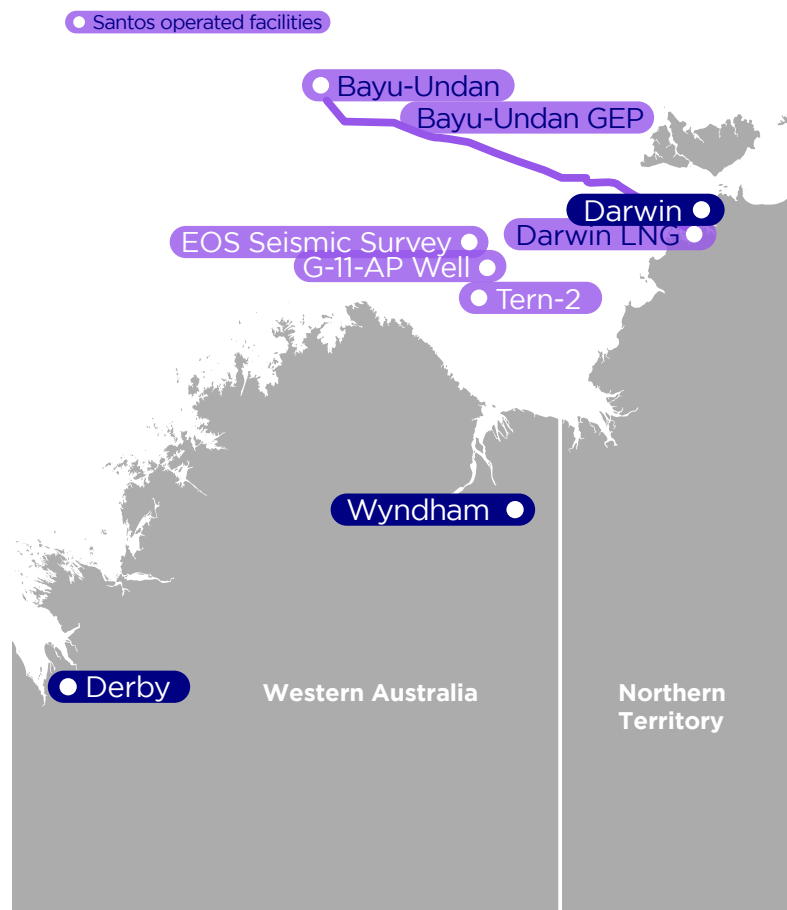 Santos operated facilities
Bayu-Undan
Bayu-Undan GEP
Darwin
Darwin LNG
EOS Seismic Survey
G-11-AP Well
Tern-2
Wyndham
Derby
Western Australia
Northern
Territory